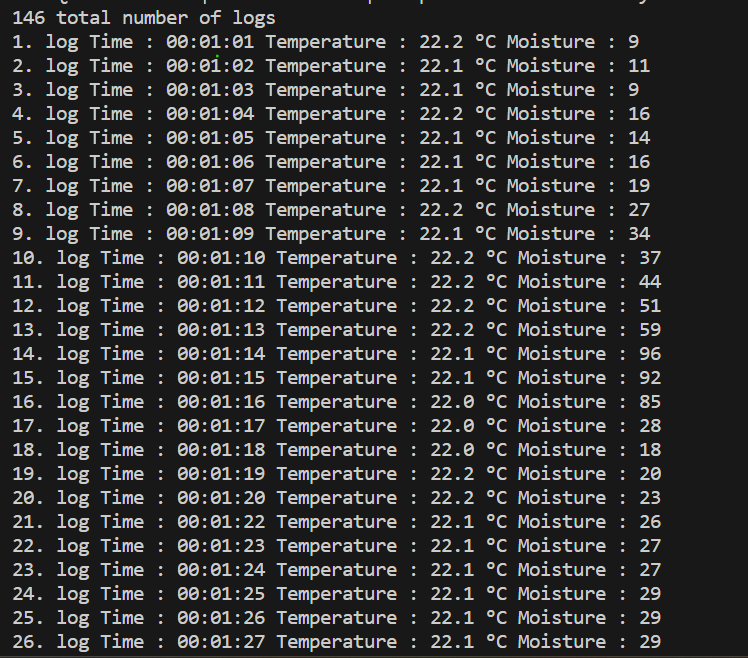 146 total number of logs
1. log Time : 00:01:01 Temperature : 22.2 °C Moisture : 9
2. log Time : 00:01:02 Temperature : 22.1 °C Moisture : 11
3. log Time : 00:01:03 Temperature : 22.1 °C Moisture : 9
4. log Time : 00:01:04 Temperature : 22.2 °C Moisture : 16
5. log Time : 00:01:05 Temperature : 22.1 °C Moisture : 14
6. log Time : 00:01:06 Temperature : 22.1 °C Moisture : 16
7. log Time : 00:01:07 Temperature : 22.1 °C Moisture : 19
8. log Time : 00:01:08 Temperature : 22.2 °C Moisture : 27
9. log Time : 00:01:09 Temperature : 22.1 °C Moisture : 34
10. log Time : 00:01:10 Temperature : 22.2 °C Moisture : 37
11. log Time : 00:01:11 Temperature : 22.2 °C Moisture : 44
12. log Time : 00:01:12 Temperature : 22.2 °C Moisture : 51
13. log Time : 00:01:13 Temperature : 22.2 °C Moisture : 59
14. log Time : 00:01:14 Temperature : 22.1 °C Moisture : 96
15. log Time : 00:01:15 Temperature : 22.1 °C Moisture : 92
16. log Time : 00:01:16 Temperature : 22.0 °C Moisture : 85
17. log Time : 00:01:17 Temperature : 22.0 °C Moisture : 28
18. log Time : 00:01:18 Temperature : 22.0 °C Moisture : 18
19. log Time : 00:01:19 Temperature : 22.2 °C Moisture : 20
20. log Time : 00:01:20 Temperature : 22.2 °C Moisture : 23
21. log Time : 00:01:22 Temperature : 22.1 °C Moisture : 26
22. log Time : 00:01:23 Temperature : 22.1 °C Moisture : 27
23. log Time : 00:01:24 Temperature : 22.1 °C Moisture : 27
24. log Time : 00:01:25 Temperature : 22.1 °C Moisture : 29
25. log Time : 00:01:26 Temperature : 22.1 °C Moisture : 29
26. log Time : 00:01:27 Temperature : 22.1 °C Moisture : 29